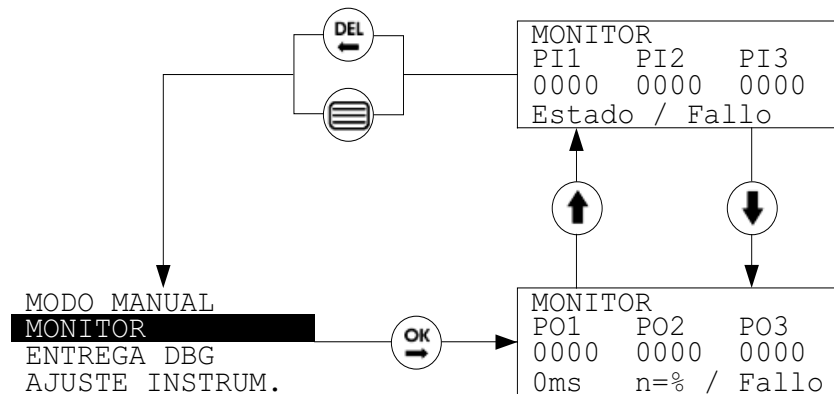 DEL
MONITOR
PI1 PI2 PI3
0000 0000 0000
Estado / Fallo
MODO MANUAL
MONITOR
ENTREGA DBG
AJUSTE INSTRUM.
OK
MONITOR
PO1 PO2 PO3
0000 0000 0000
0ms n=% / Fallo